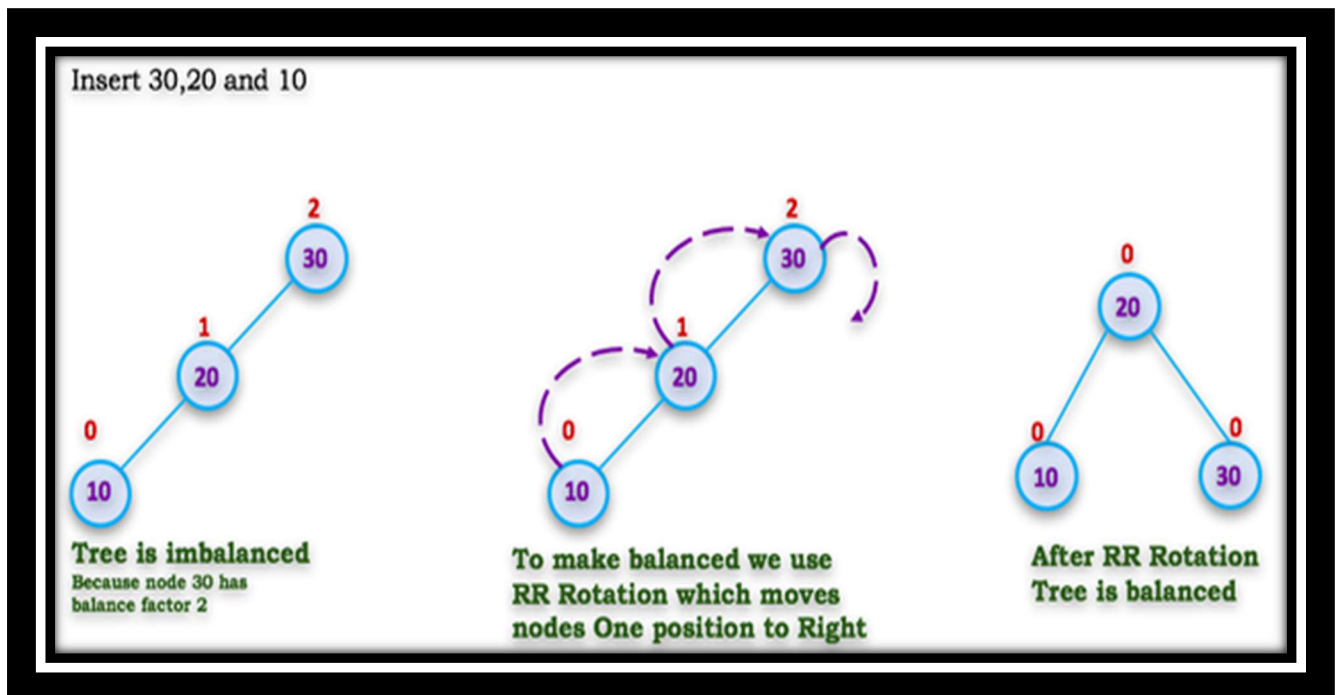 Insert 30,20 and 10
2
30
1
20
0
10
Tree is imbalanced
Because node 30 has
balance factor 2
2
30
1
20
0
10
To make balanced we use
RR Rotation which moves
nodes One position to Right
0
20
0
10
0
30
After RR Rotation
Tree is balanced